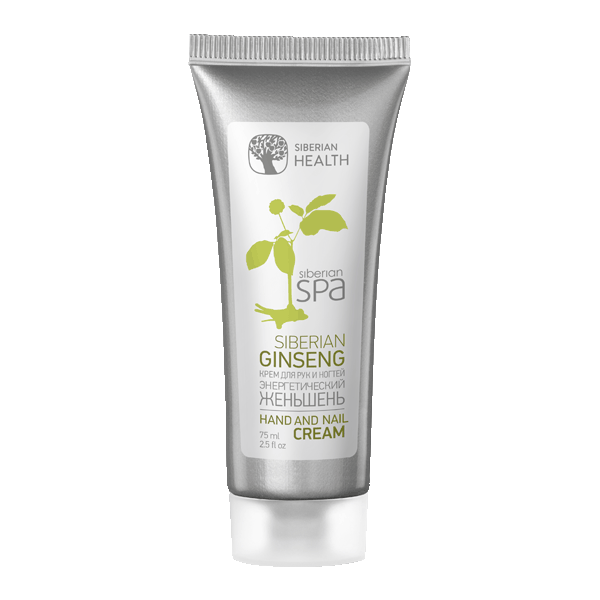 SIBERIAN
HEALTH
siberian
spa
SIBERIAN
GINSENG
КРЕМ ДЛЯ РУК И НОГТЕЙ
ЭНЕРГЕТИЧЕСКИЙ
ЖЕНЬШЕНЬ
HAND AND NAIL
CREAM
75 ml
2.5 fl oz